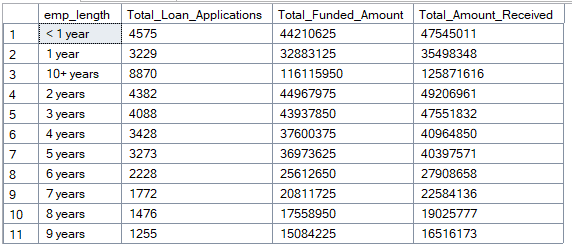 emp_length Total_Loan_Applications Total_Funded_Amount Total_Amount_Received
1 < 1 year 4575 44210625 47545011
2 1 year 3229 32883125 35498348
3 10+ years 8870 116115950 125871616
4 2 years 4382 44967975 49206961
5 3 years 4088 43937850 47551832
6 4 years 3428 37600375 40964850
7 5 years 3273 36973625 40397571
8 6 years 2228 25612650 27908658
9 7 years 1772 20811725 22584136
10 8 years 1476 17558950 19025777
11 9 years 1255 15084225 16516173